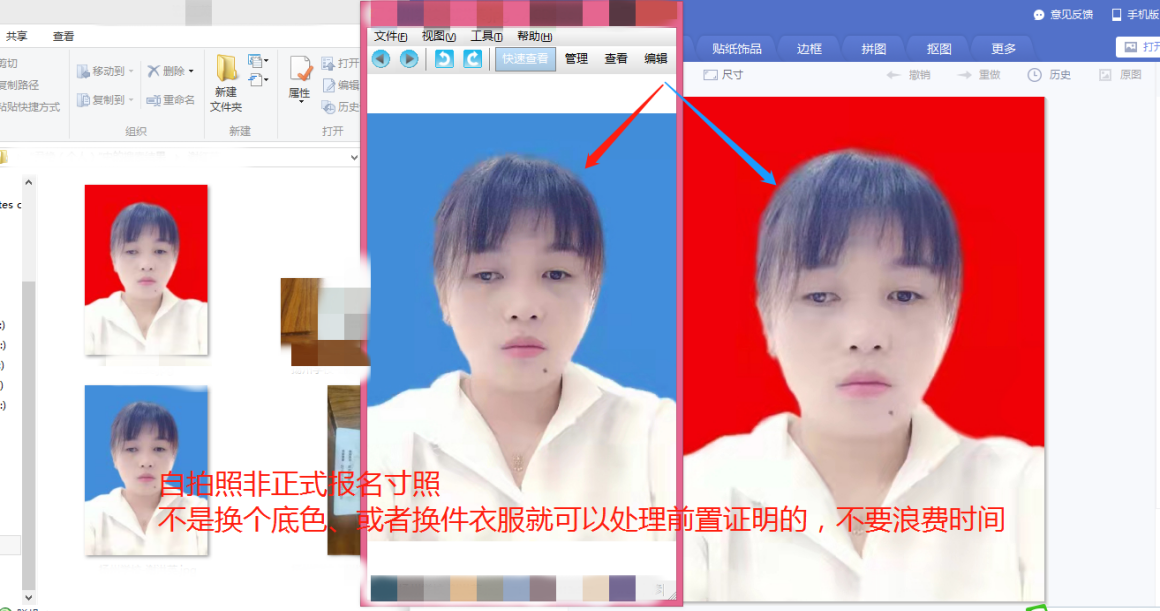 意见反馈
手机版
共享 查看
文件(F) 视图(V) 工具(T) 帮助(H)
贴纸饰品 边框 拼图 抠图 更多
快速查看 管理 查看 编辑
移动到 删除
复制到 重命名
新建
文件夹
属性
打开
编辑
历史
尺寸
撤销 重做 历史 原图
复制路径
粘贴快捷方式
组织 新建 打开
自拍照非正式报名寸照
不是换个底色、或者换件衣服就可以处理前置证明的，不要浪费时间